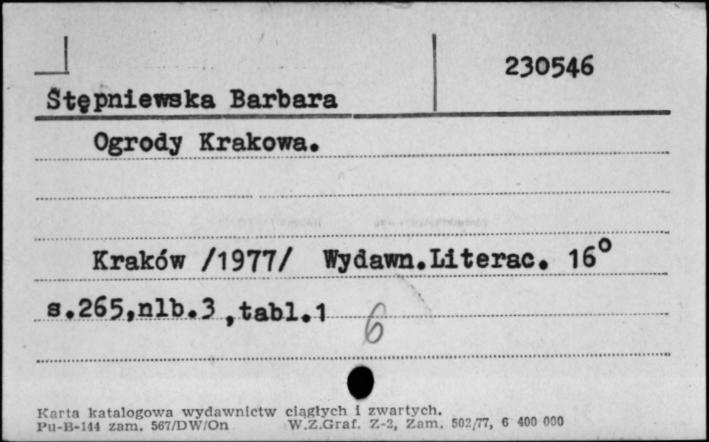 230546
Stępniewska Barbara
Ogrody Krakowa.
Kraków /1977/ Wydawn.Literac. 16°
s.265,nlb.3,tabl.1
6
Karta katalogowa wydawnictw ciągłych i zwartych.
Pu-B-144 zam. 567/DW/On W.Z.Graf. Z-2, Zam. 502/77, 6 400 000